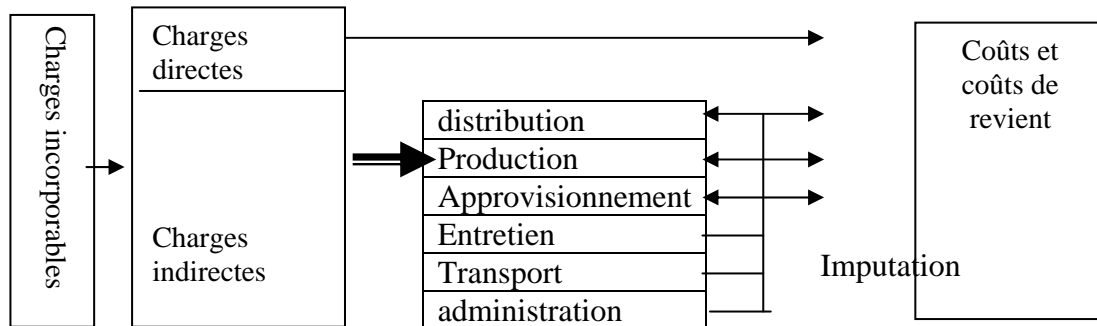 Charges incorporables
Charges
directes
Charges
indirectes
distribution
Production
Approvisionnement
Entretien
Transport
administration
Imputation
Coûts et
coûts de
revient